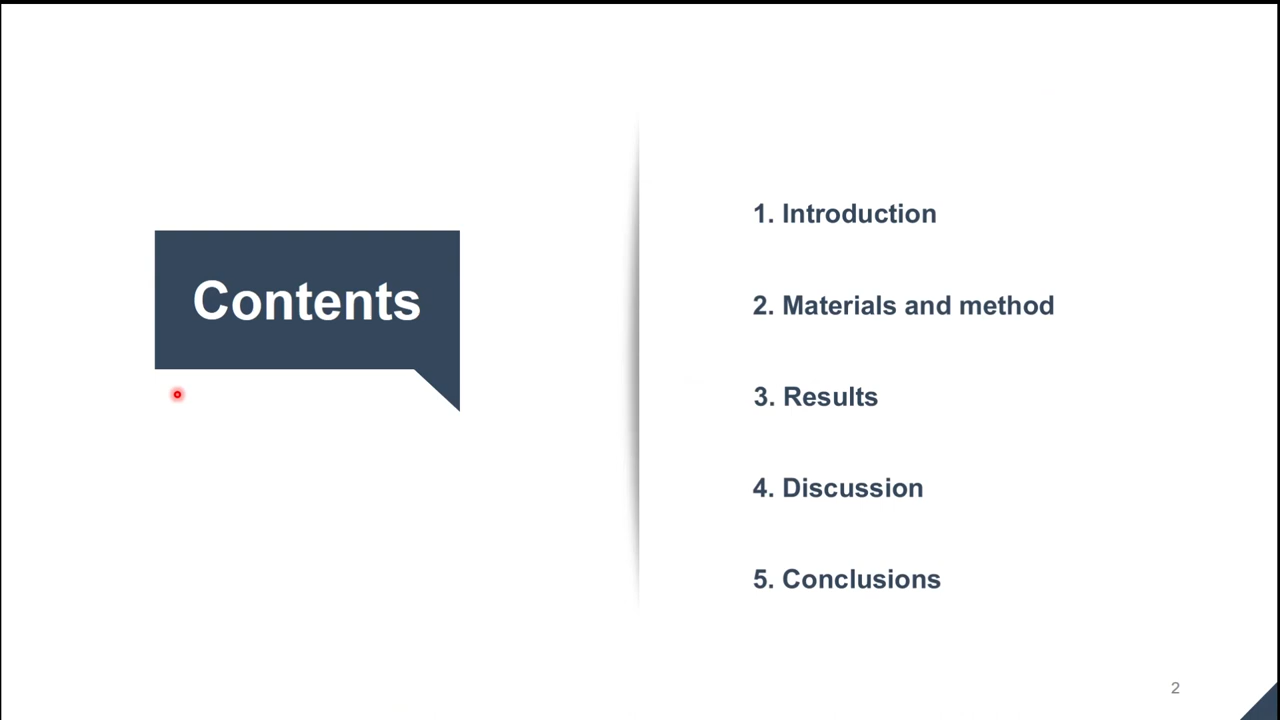 Contents
1. Introduction
2. Materials and method
3. Results
4. Discussion
5. Conclusions
2